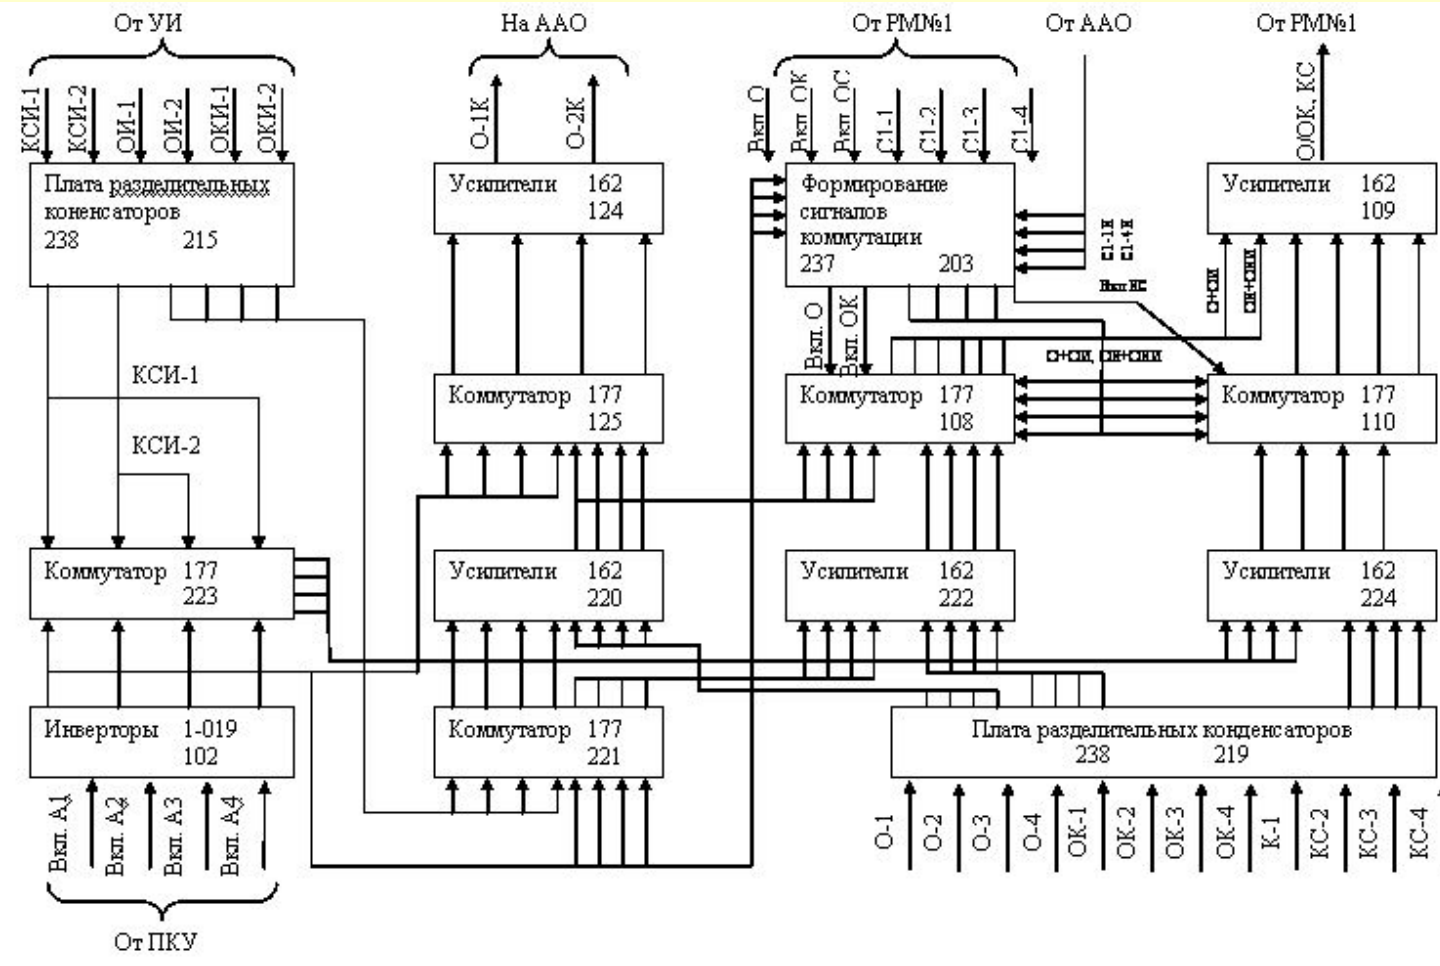 От УИ
На ААО
От РМ№1
От ААО
От РМ№1
КСИ-1
КСИ-2
ОИ-1
ОИ-2
ОКИ-1
ОКИ-2
О-1К
О-2К
Вкл. О
Вкл. ОК
Вкл. ОС
С1-1
С1-2
С1-3
С1-4
О/ОК, КС
Плата разделительных
коненсаторов
238 215
Усилители 162
124
Формирование
сигналов
коммутации
237 203
Усилители 162
109
Вкл. О
Вкл. ОК
КСИ-1
КСИ-2
Коммутатор 177
125
Коммутатор 177
108
Коммутатор 177
110
Коммутатор 177
223
Усилители 162
220
Усилители 162
222
Усилители 162
224
Инверторы 1-019
102
Коммутатор 177
221
Плата разделительных конденсаторов
238 219
Вкл. А1
Вкл. А2
Вкл. А3
Вкл. А4
О-1
О-2
О-3
О-4
ОК-1
ОК-2
ОК-3
ОК-4
К-1
КС-2
КС-3
КС-4
От ПКУ